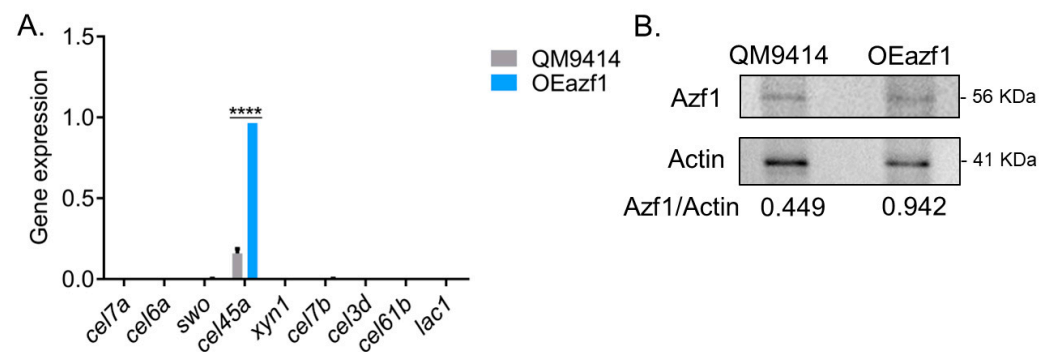 A.
1.5
1.0
0.5
0.0
Gene expression
****
QM9414
OEazf1
cel7a
cel6a
swo
cel45a
xyn1
cel7b
cel3d
cel61b
lac1
B.
QM9414 OEazf1
Azf1 - 56 KDa
Actin - 41 KDa
Azf1/Actin 0.449 0.942